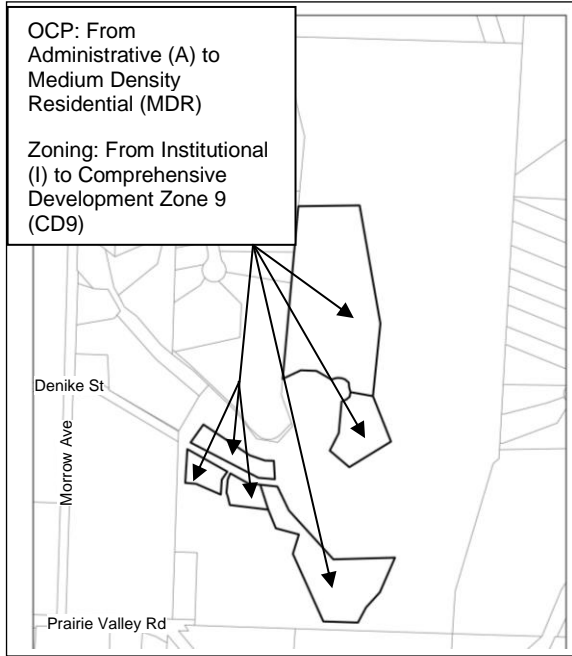 OCP: From
Administrative (A) to
Medium Density
Residential (MDR)
Zoning: From Institutional
(I) to Comprehensive
Development Zone 9
(CD9)
Denike St
Morrow Ave
Prairie Valley Rd